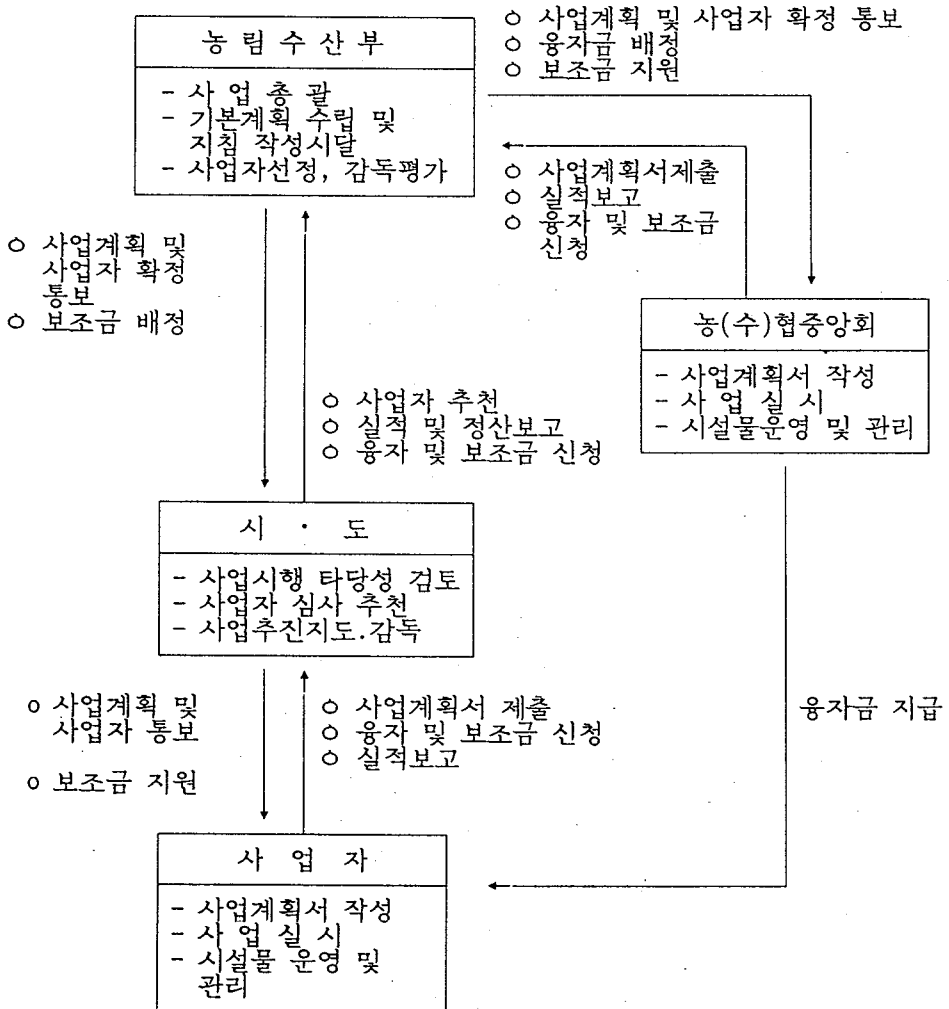 농 림 수 산 부
- 사 업 총 괄
- 기본계획 수립 및
지침 작성시달
- 사업자선정, 감독평가
ㅇ 사업계획 및 사업자 확정 통보
ㅇ 융자금 배정
ㅇ 보조금 지원
ㅇ 사업계획서제출
ㅇ 실적보고
ㅇ 융자 및 보조금
신청
ㅇ 사업계획 및
사업자 확정
통보
ㅇ 보조금 배정
농(수)협중앙회
- 사업계획서 작성
- 사 업 실 시
- 시설물운영 및 관리
ㅇ 사업자 추천
ㅇ 실적 및 정산보고
ㅇ 융자 및 보조금 신청
시 · 도
- 사업시행 타당성 검토
- 사업자 심사 추천
- 사업추진지도.감독
ㅇ 사업계획 및
사업자 통보
ㅇ 보조금 지원
ㅇ 사업계획서 제출
ㅇ 융자 및 보조금 신청
ㅇ 실적보고
융자금 지급
사 업 자
- 사업계획서 작성
- 사 업 실 시
- 시설물 운영 및
관리